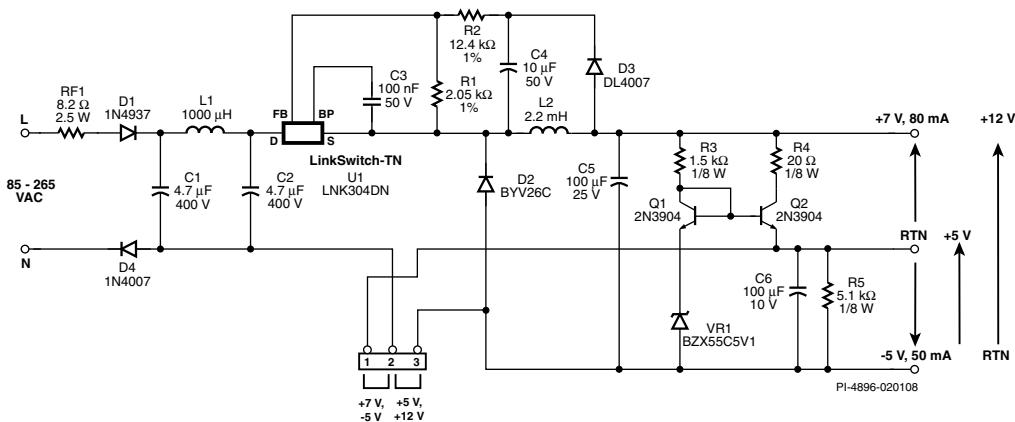 R2
12.4 kΩ
1%
C4
10 µF
50 V
D3
DL4007
C3
100 nF
50 V
R1
2.05 kΩ
1%
RF1
8.2 Ω
2.5 W
D1
1N4937
L1
1000 µH
FB
BP
D
S
L2
2.2 mH
L
+7 V, 80 mA
+12 V
LinkSwitch-TN
U1
LNK304DN
R3
1.5 kΩ
1/8 W
R4
20 Ω
1/8 W
85 - 265
VAC
C1
4.7 µF
400 V
C2
4.7 µF
400 V
D2
BYV26C
C5
100 µF
25 V
Q1
2N3904
Q2
2N3904
RTN
+5 V
N
D4
1N4007
C6
100 µF
10 V
R5
5.1 kΩ
1/8 W
VR1
BZX55C5V1
1 2 3
-5 V, 50 mA
RTN
PI-4896-020108
+7 V,
-5 V
+5 V,
+12 V